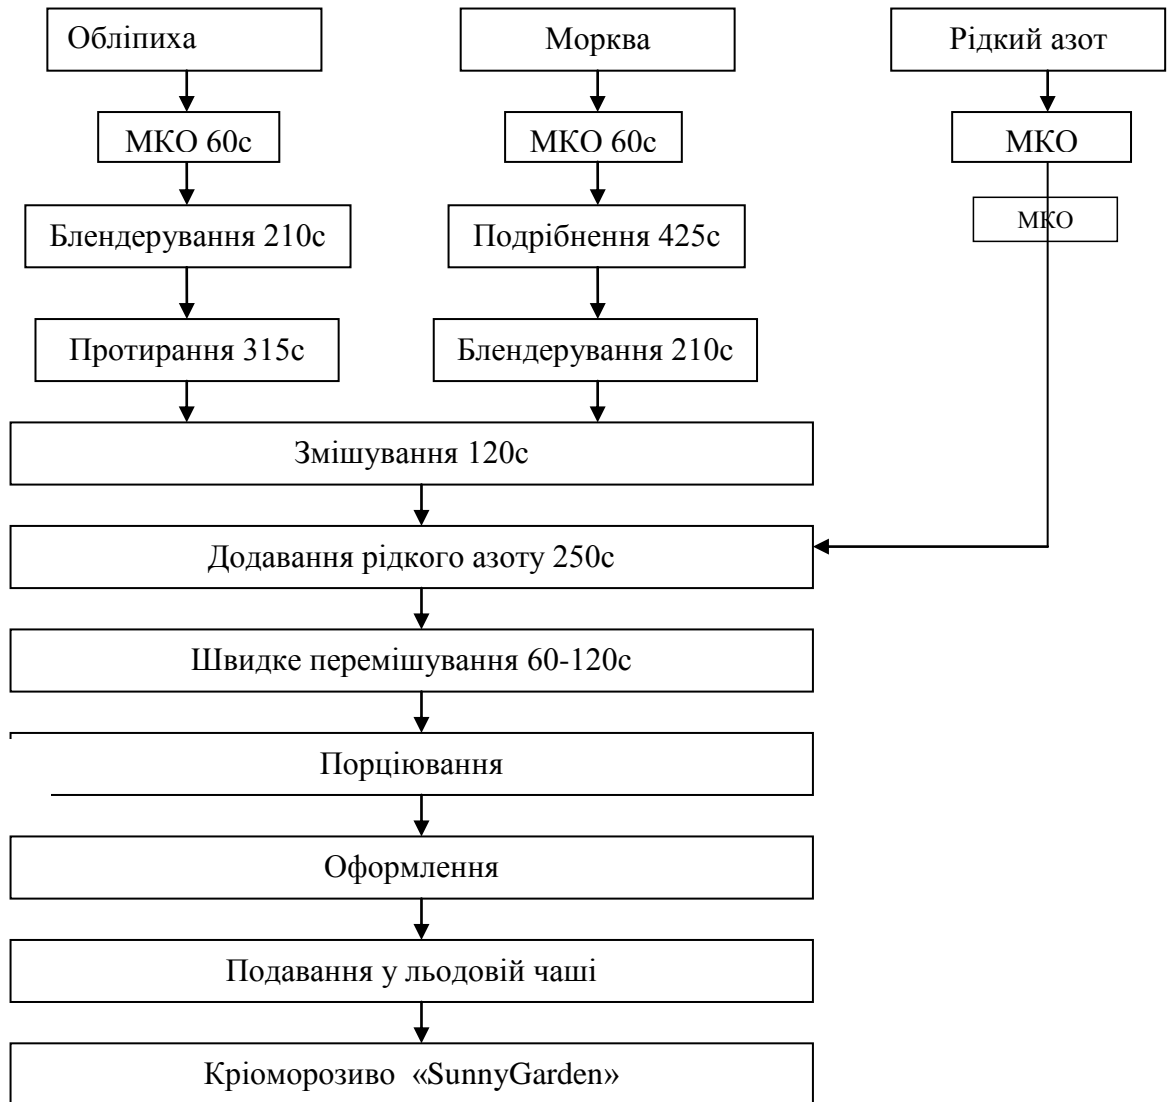 Обліпиха
Морква
Рідкий азот
МКО 60с
МКО 60с
МКО
Блендерування 210с
Подрібнення 425с
МКО
Протирання 315с
Блендерування 210с
Змішування 120с
Додавання рідкого азоту 250с
Швидке перемішування 60-120с
Порціювання
Оформлення
Подавання у льодовій чаші
Кріоморозиво «SunnyGarden»